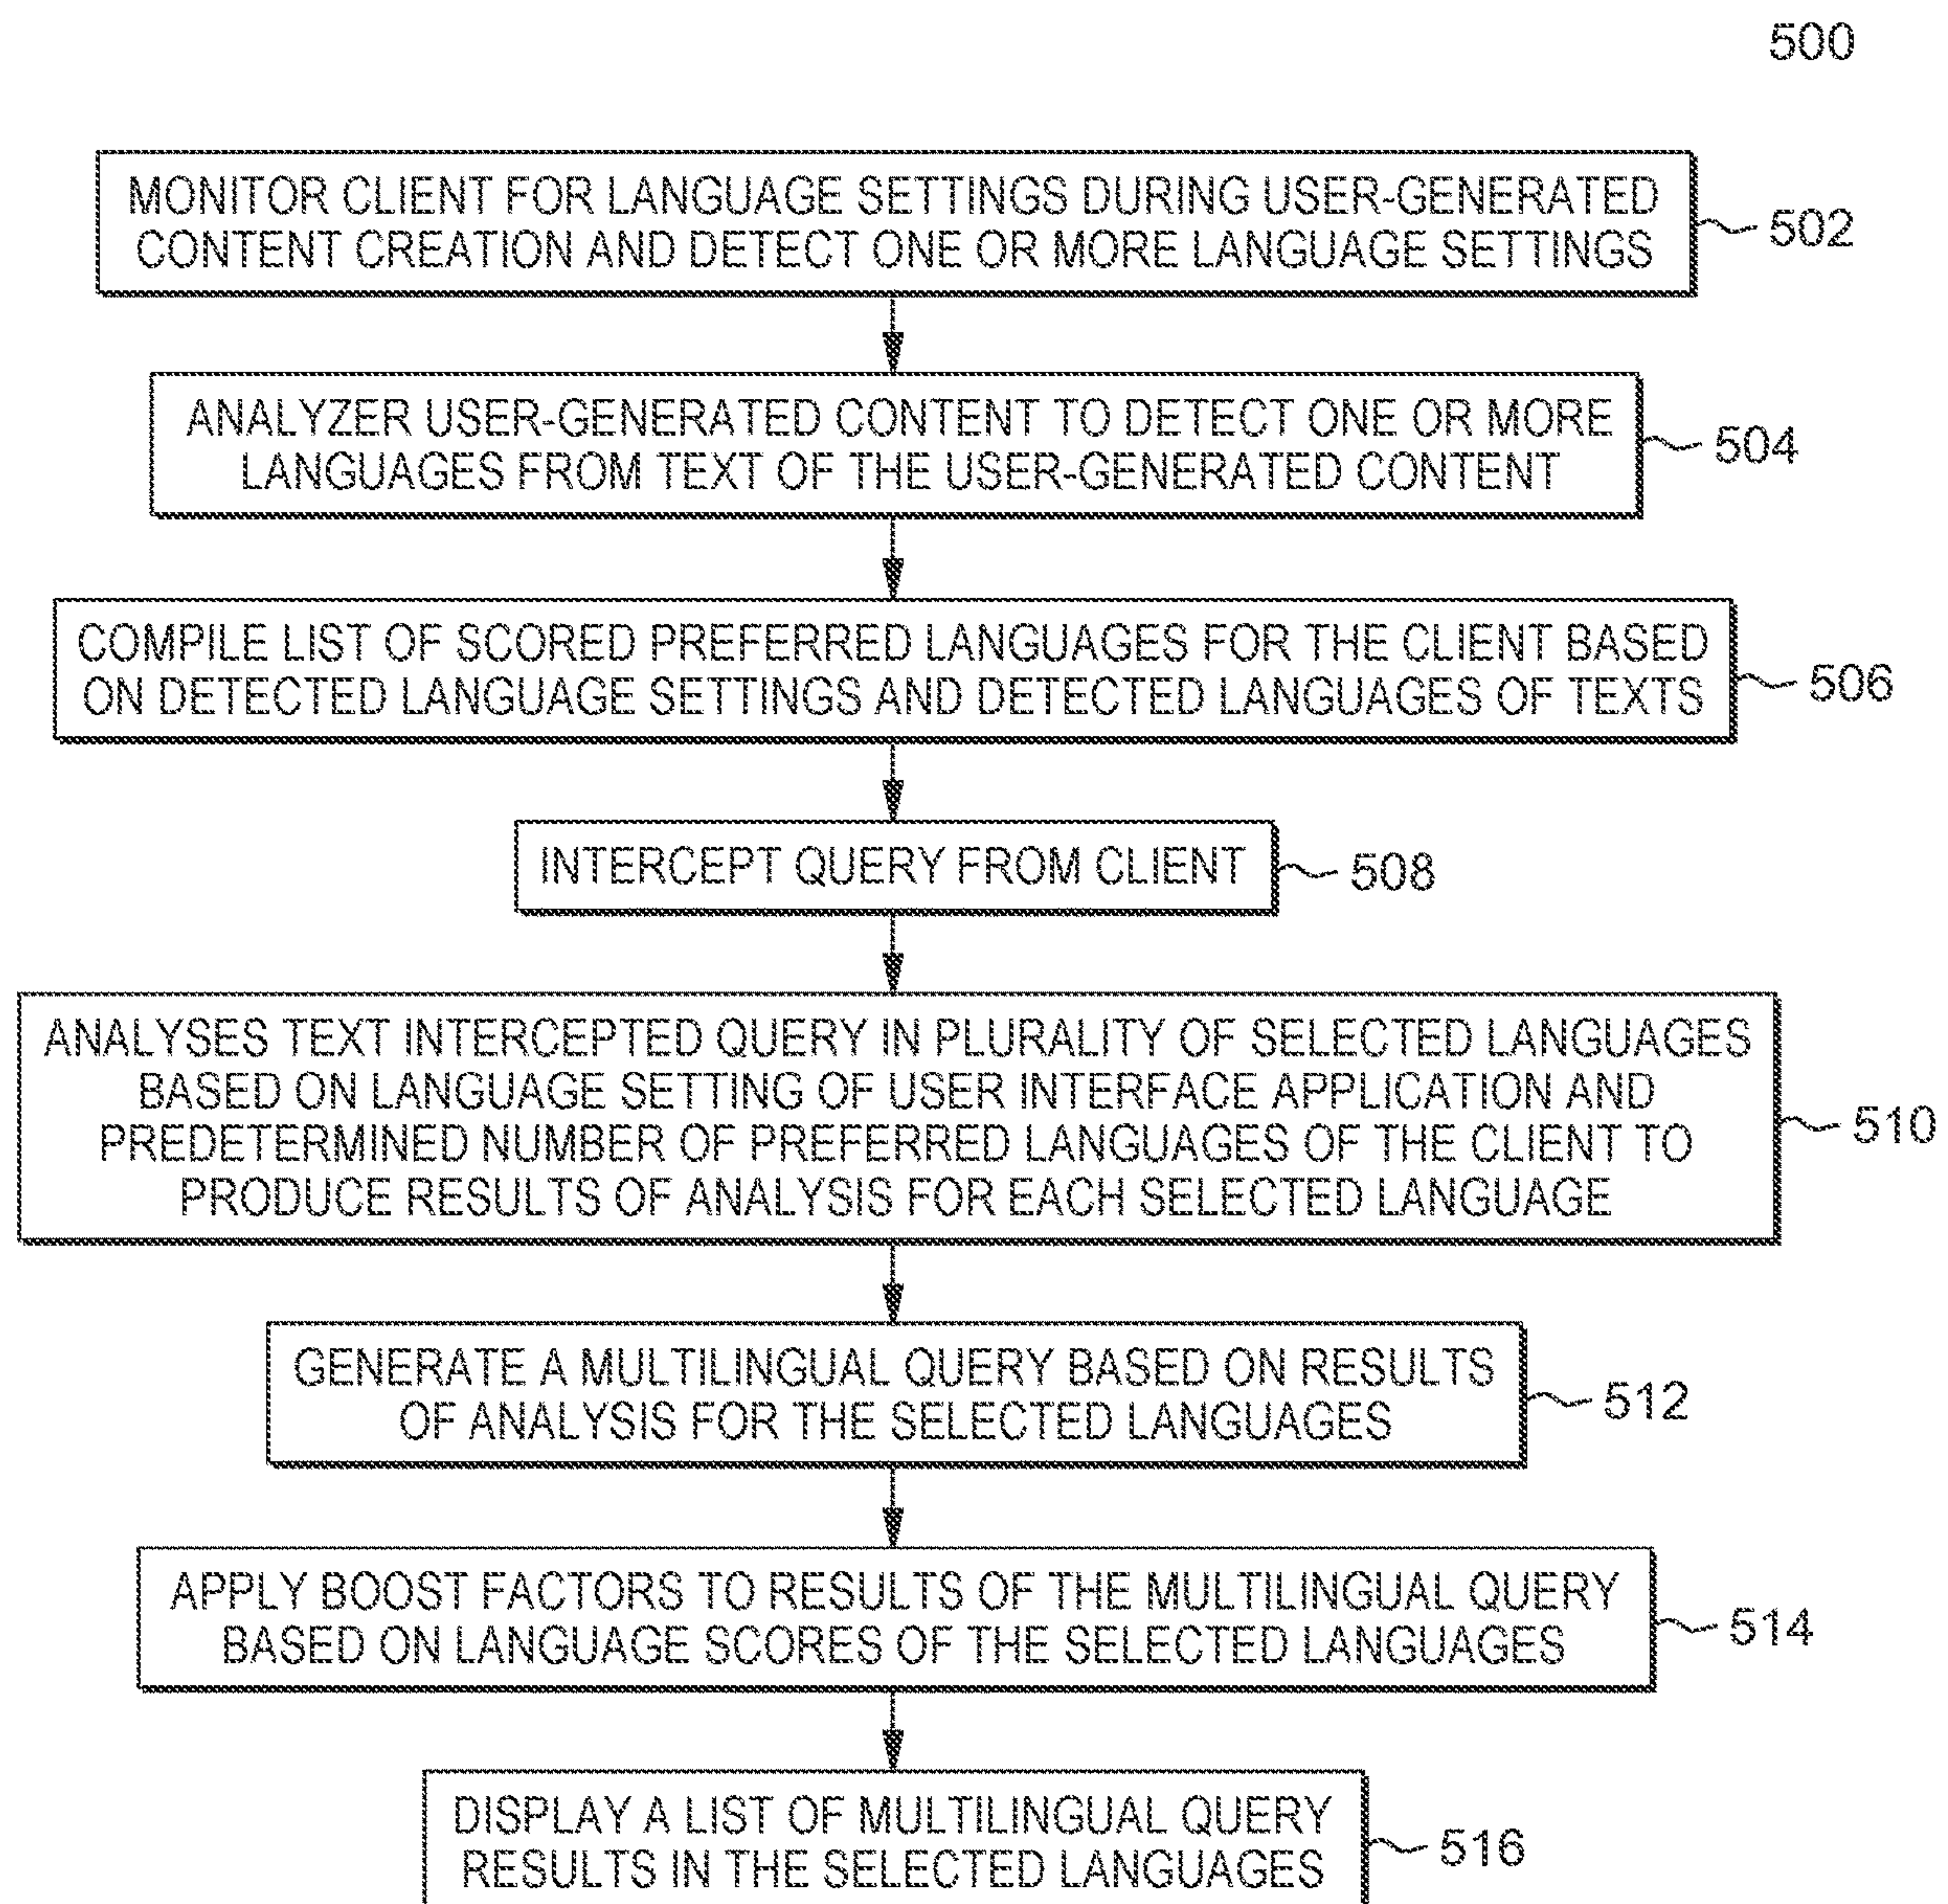 500
MONITOR CLIENT FOR LANGUAGE SETTINGS DURING USER-GENERATED
CONTENT CREATION AND DETECT ONE OR MORE LANGUAGE SETTINGS
502
ANALYZER USER-GENERATED CONTENT TO DETECT ONE OR MORE
LANGUAGES FROM TEXT OF THE USER-GENERATED CONTENT
504
COMPILE LIST OF SCORED PREFERRED LANGUAGES FOR THE CLIENT BASED
ON DETECTED LANGUAGE SETTINGS AND DETECTED LANGUAGES OF TEXTS
506
INTERCEPT QUERY FROM CLIENT
508
ANALYSES TEXT INTERCEPTED QUERY IN PLURALITY OF SELECTED LANGUAGES
BASED ON LANGUAGE SETTING OF USER INTERFACE APPLICATION AND
PREDETERMINED NUMBER OF PREFERRED LANGUAGES OF THE CLIENT TO
PRODUCE RESULTS OF ANALYSIS FOR EACH SELECTED LANGUAGE
510
GENERATE A MULTILINGUAL QUERY BASED ON RESULTS
OF ANALYSIS FOR THE SELECTED LANGUAGES
512
APPLY BOOST FACTORS TO RESULTS OF THE MULTILINGUAL QUERY
BASED ON LANGUAGE SCORES OF THE SELECTED LANGUAGES
514
DISPLAY A LIST OF MULTILINGUAL QUERY
RESULTS IN THE SELECTED LANGUAGES
516